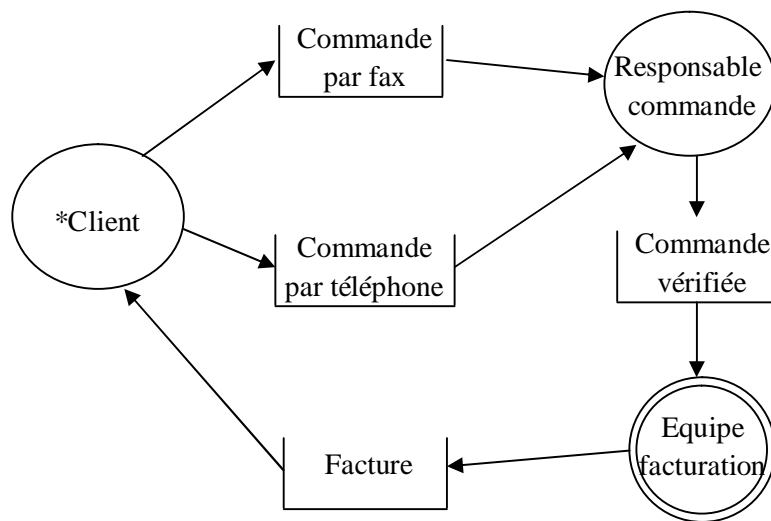 Commande
par fax
Responsable
commande
*Client
Commande
par téléphone
Commande
vérifiée
Equipe
facturation
Facture